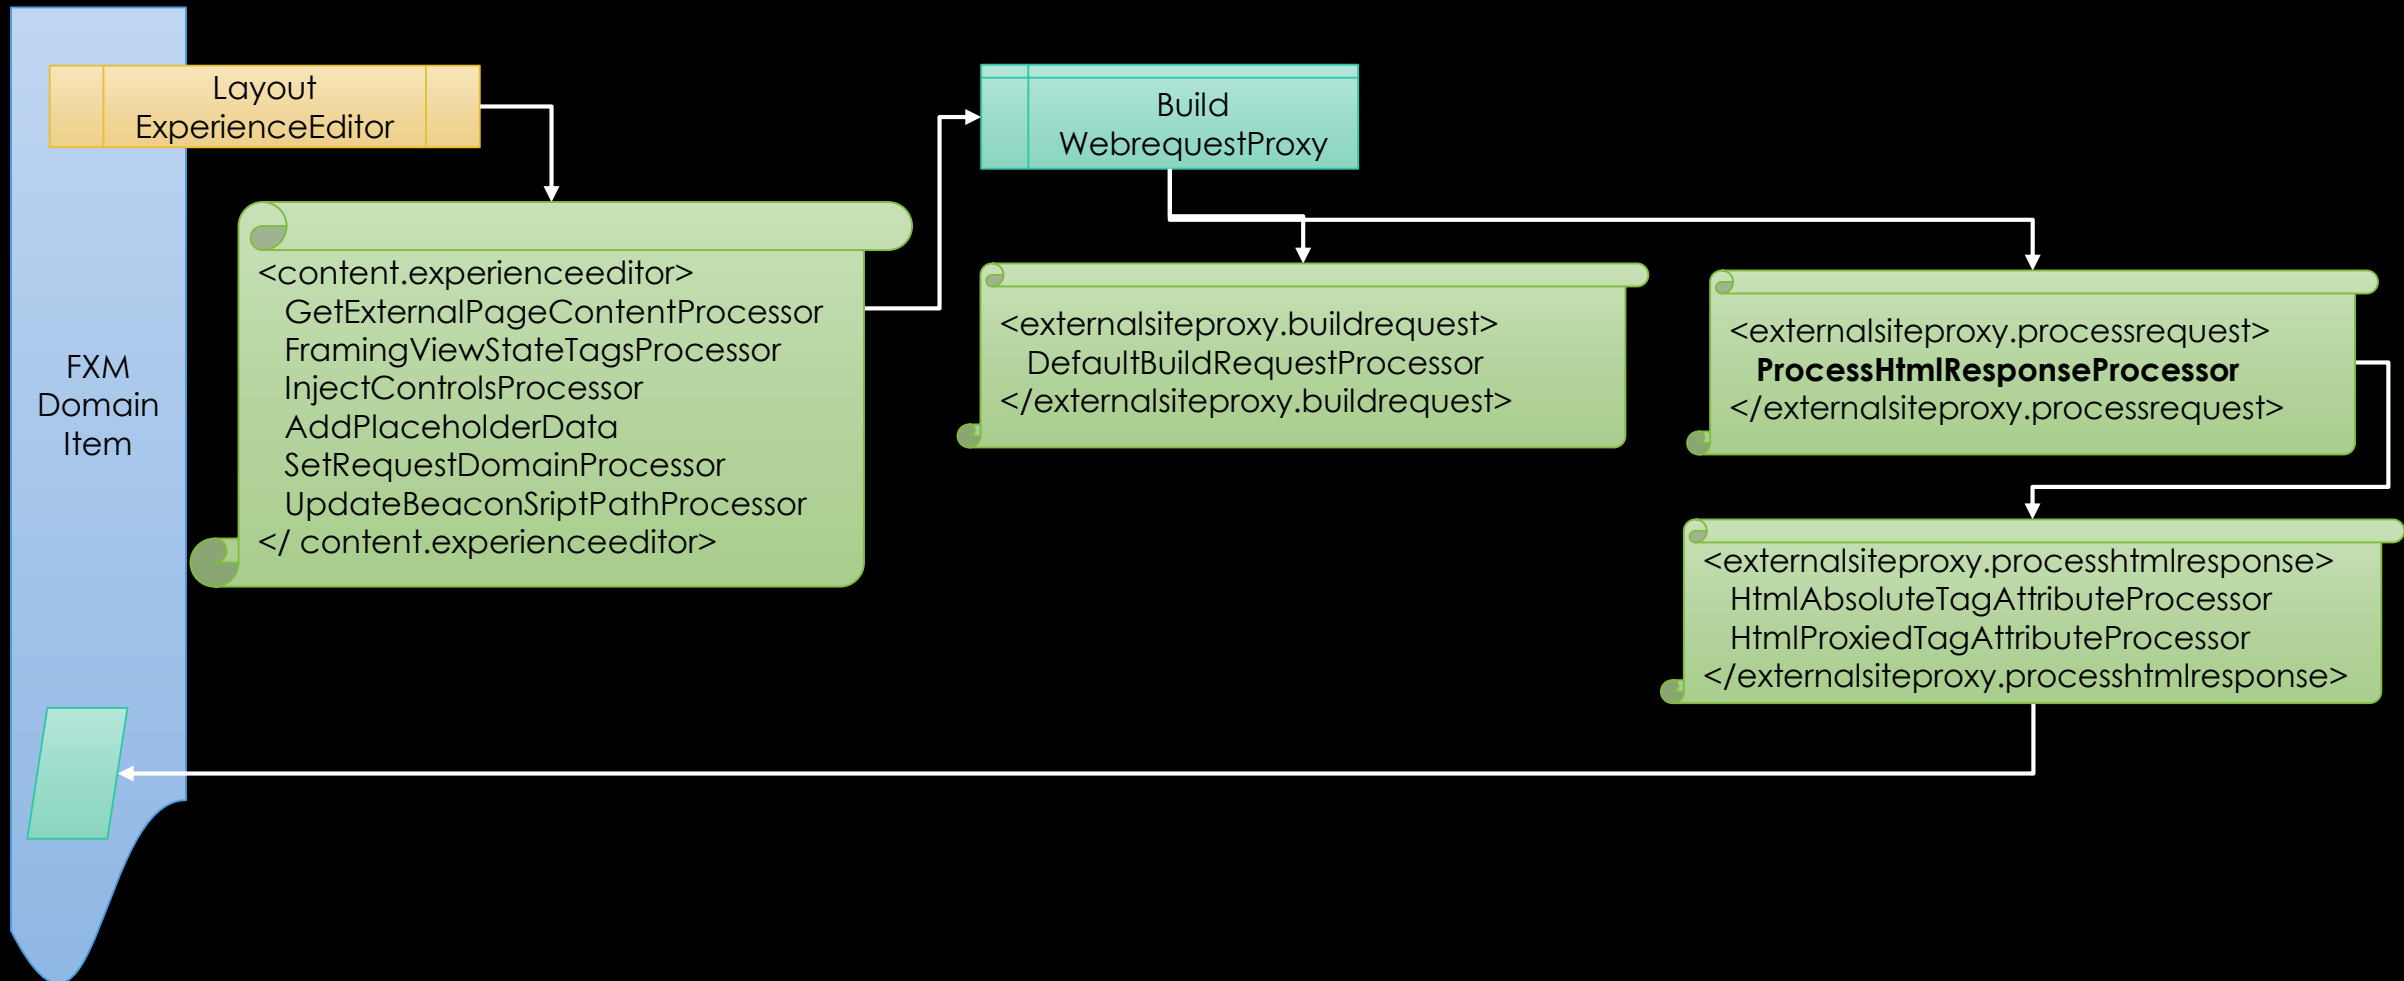 Layout
ExperienceEditor
Build
WebrequestProxy
FXM
Domain
Item
<content.experienceeditor>
GetExternalPageContentProcessor
FramingViewStateTagsProcessor
InjectControlsProcessor
AddPlaceholderData
SetRequestDomainProcessor
UpdateBeaconSriptPathProcessor
</ content.experienceeditor>
<externalsiteproxy.buildrequest>
DefaultBuildRequestProcessor
</externalsiteproxy.buildrequest>
<externalsiteproxy.processrequest>
ProcessHtmlResponseProcessor
</externalsiteproxy.processrequest>
<externalsiteproxy.processhtmlresponse>
HtmlAbsoluteTagAttributeProcessor
HtmlProxiedTagAttributeProcessor
</externalsiteproxy.processhtmlresponse>